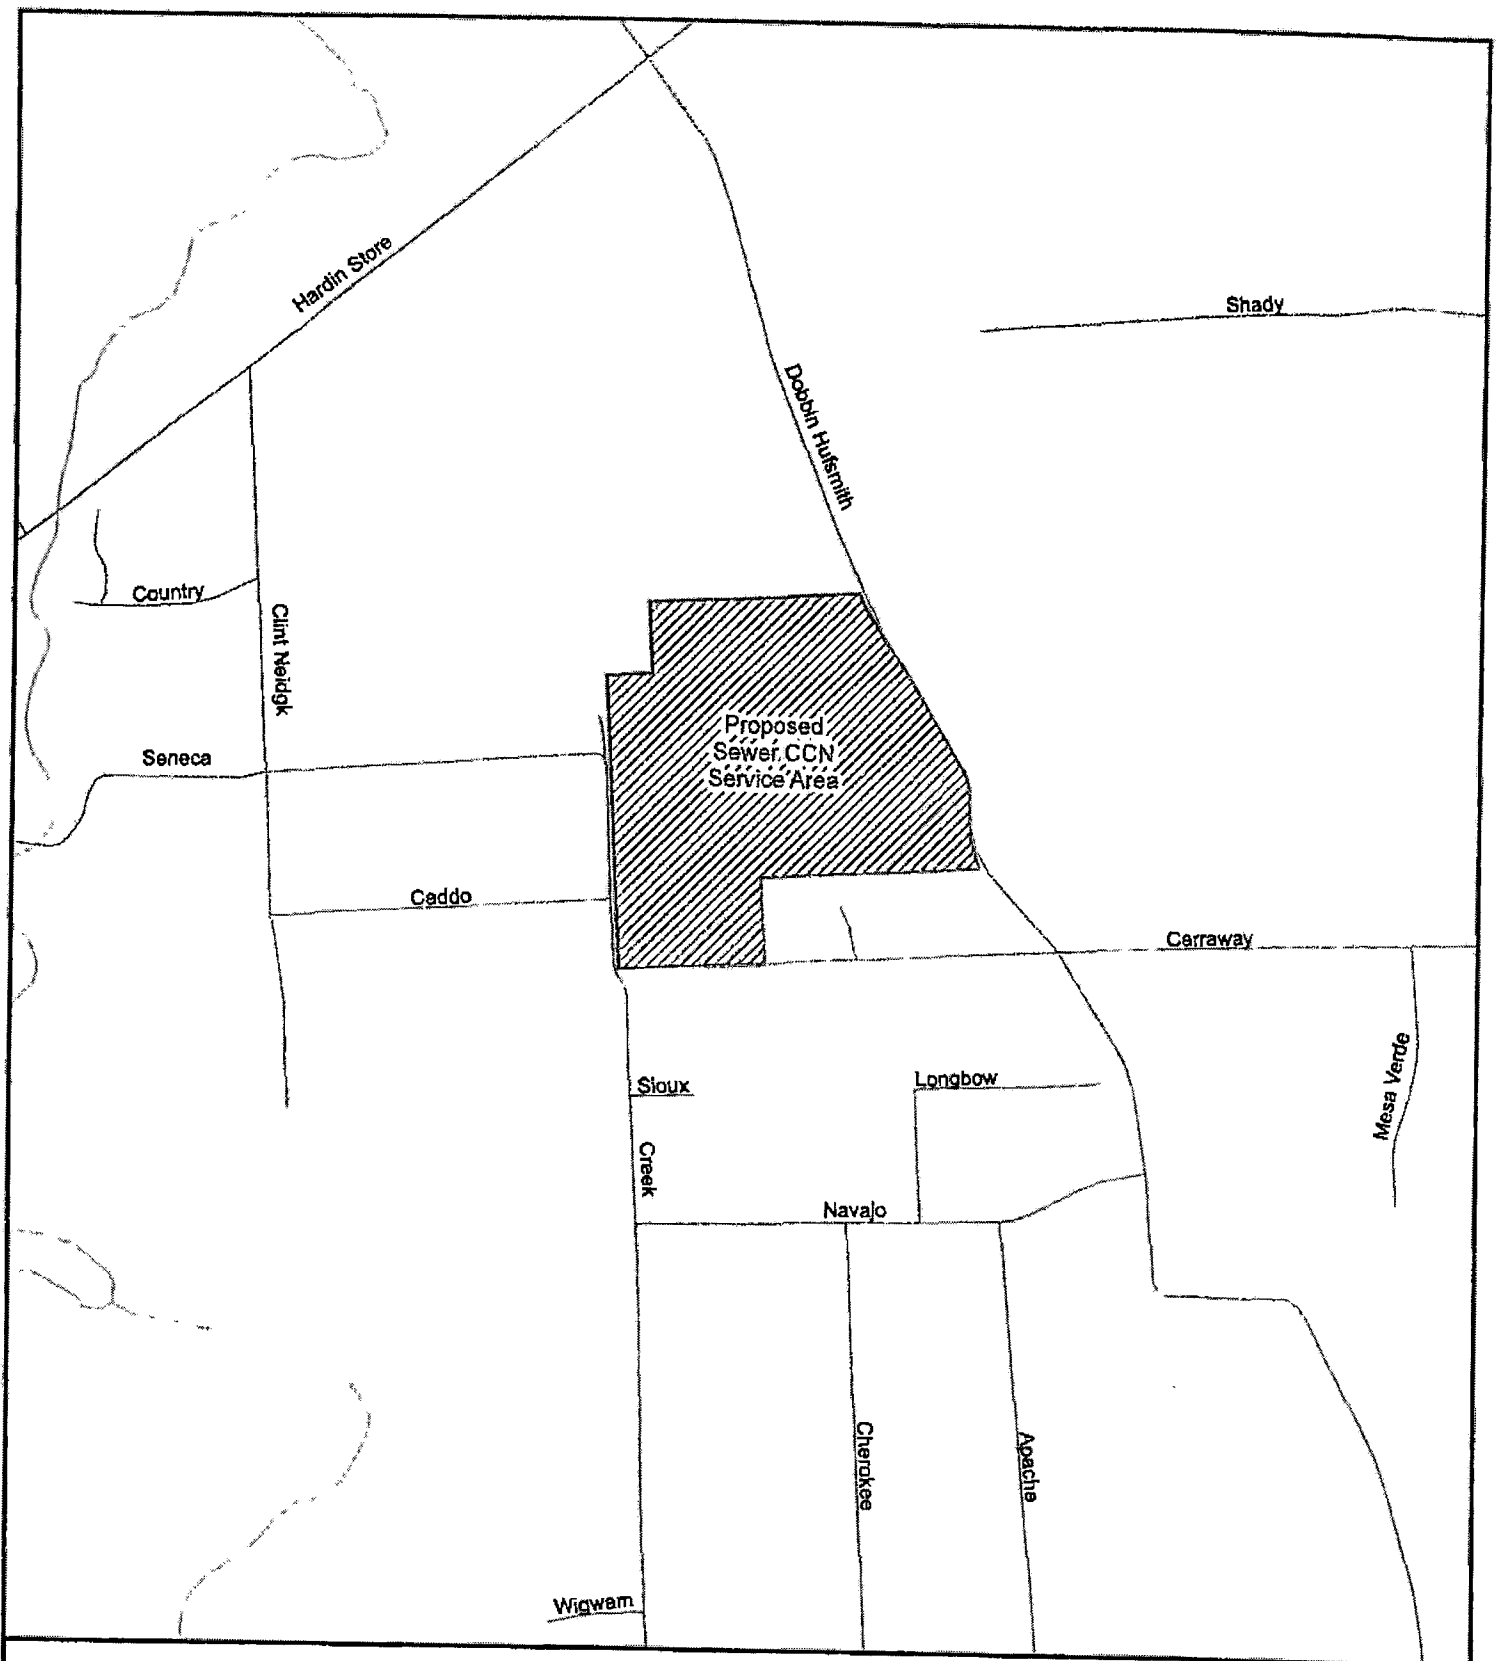 Hardin Store
Shady
Dobbin Hufsmith
Country
Clint Neidgk
Proposed
Sewer CCN
Service Area
Seneca
Caddo
Carraway
Mesa Verde
Sioux
Longbow
Creek
Navajo
Cherokee
Apache
Wigwam